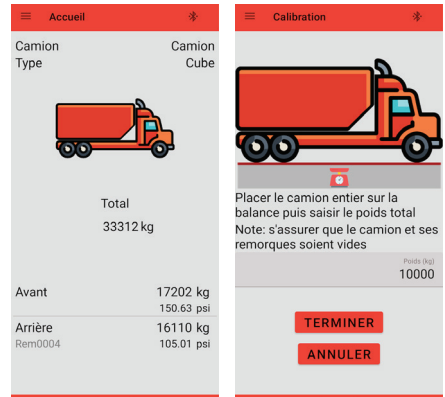 Accueil
Camion Camion
Type Cube
Total
33312 kg
Avant 17202 kg
150.63 psi
Arrière 16110 kg
Rem0004 105.01 psi
Calibration
Placer le camion entier sur la
balance puis saisir le poids total
Note: s'assurer que le camion et ses
remorques soient vides
Poids (kg)
10000
TERMINER
ANNULER